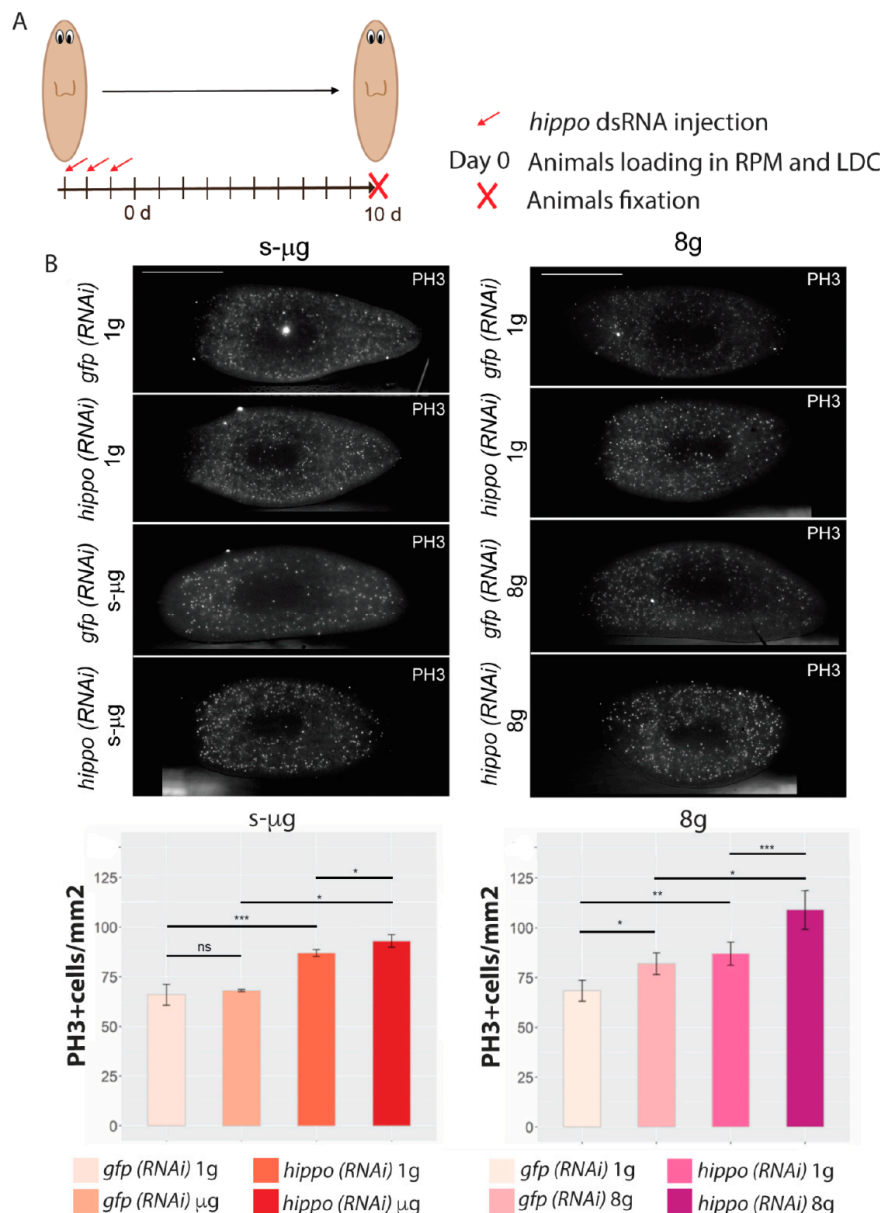 A
hippo dsRNA injection
Day 0 Animals loading in RPM and LDC
Animals fixation
0 d
10 d
B
s-µg
gfp (RNAi)
1g
PH3
hippo (RNAi)
1g
PH3
gfp (RNAi)
s-µg
PH3
hippo (RNAi)
s-µg
PH3
8g
gfp (RNAi)
1g
PH3
hippo (RNAi)
1g
PH3
gfp (RNAi)
8g
PH3
hippo (RNAi)
8g
PH3
s-µg
PH3+cells/mm2
125
100
75
50
25
0
ns
***
*
*
gfp (RNAi) 1g
gfp (RNAi) µg
hippo (RNAi) 1g
hippo (RNAi) µg
8g
PH3+cells/mm2
125
100
75
50
25
0
*
**
*
***
gfp (RNAi) 1g
gfp (RNAi) 8g
hippo (RNAi) 1g
hippo (RNAi) 8g